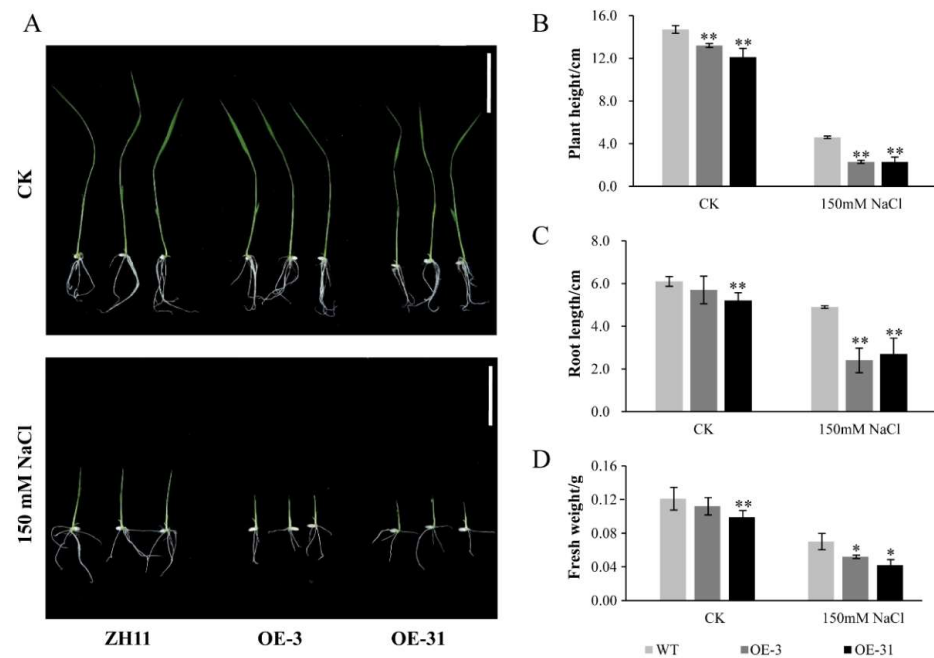 A
CK
150 mM NaCl
ZH11 OE-3 OE-31
B
Plant height/cm
16.0
12.0
8.0
4.0
0.0
** **
** **
CK 150mM NaCl
C
Root length/cm
8.0
6.0
4.0
2.0
0.0
**
** **
CK 150mM NaCl
D
Fresh weight/g
0.16
0.12
0.08
0.04
0.00
**
* *
CK 150mM NaCl
WT OE-3 OE-31